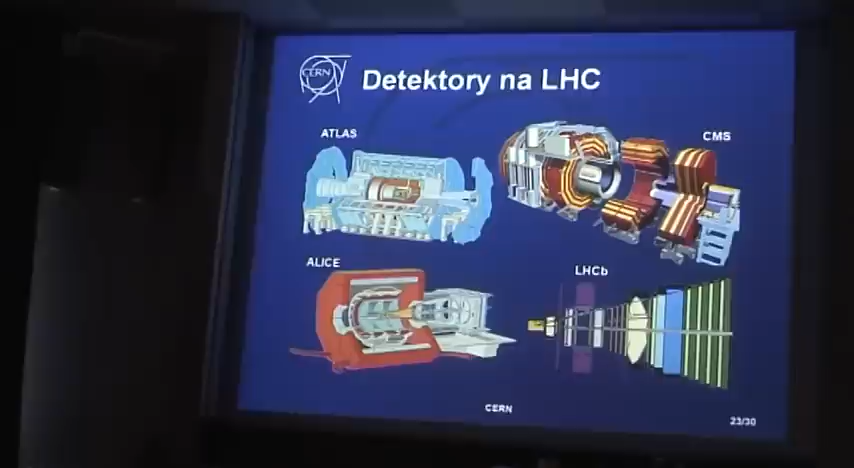 CERN
Detektory na LHC
ATLAS
CMS
ALICE
LHCb
CERN
23/30